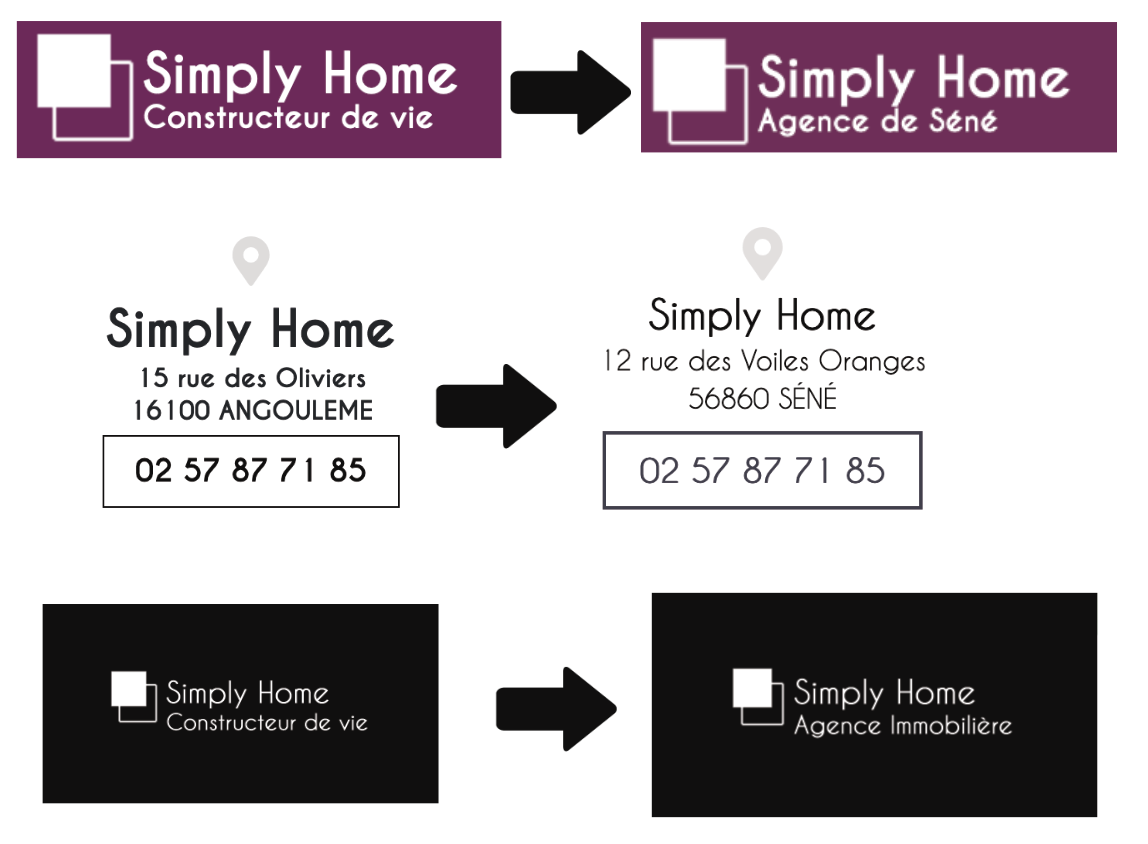 Simply Home
Constructeur de vie
Simply Home
Agence de Séné
Simply Home
15 rue des Oliviers
16100 ANGOULEME
02 57 87 71 85
Simply Home
12 rue des Voiles Oranges
56860 SÉNÉ
02 57 87 71 85
Simply Home
Constructeur de vie
Simply Home
Agence Immobilière